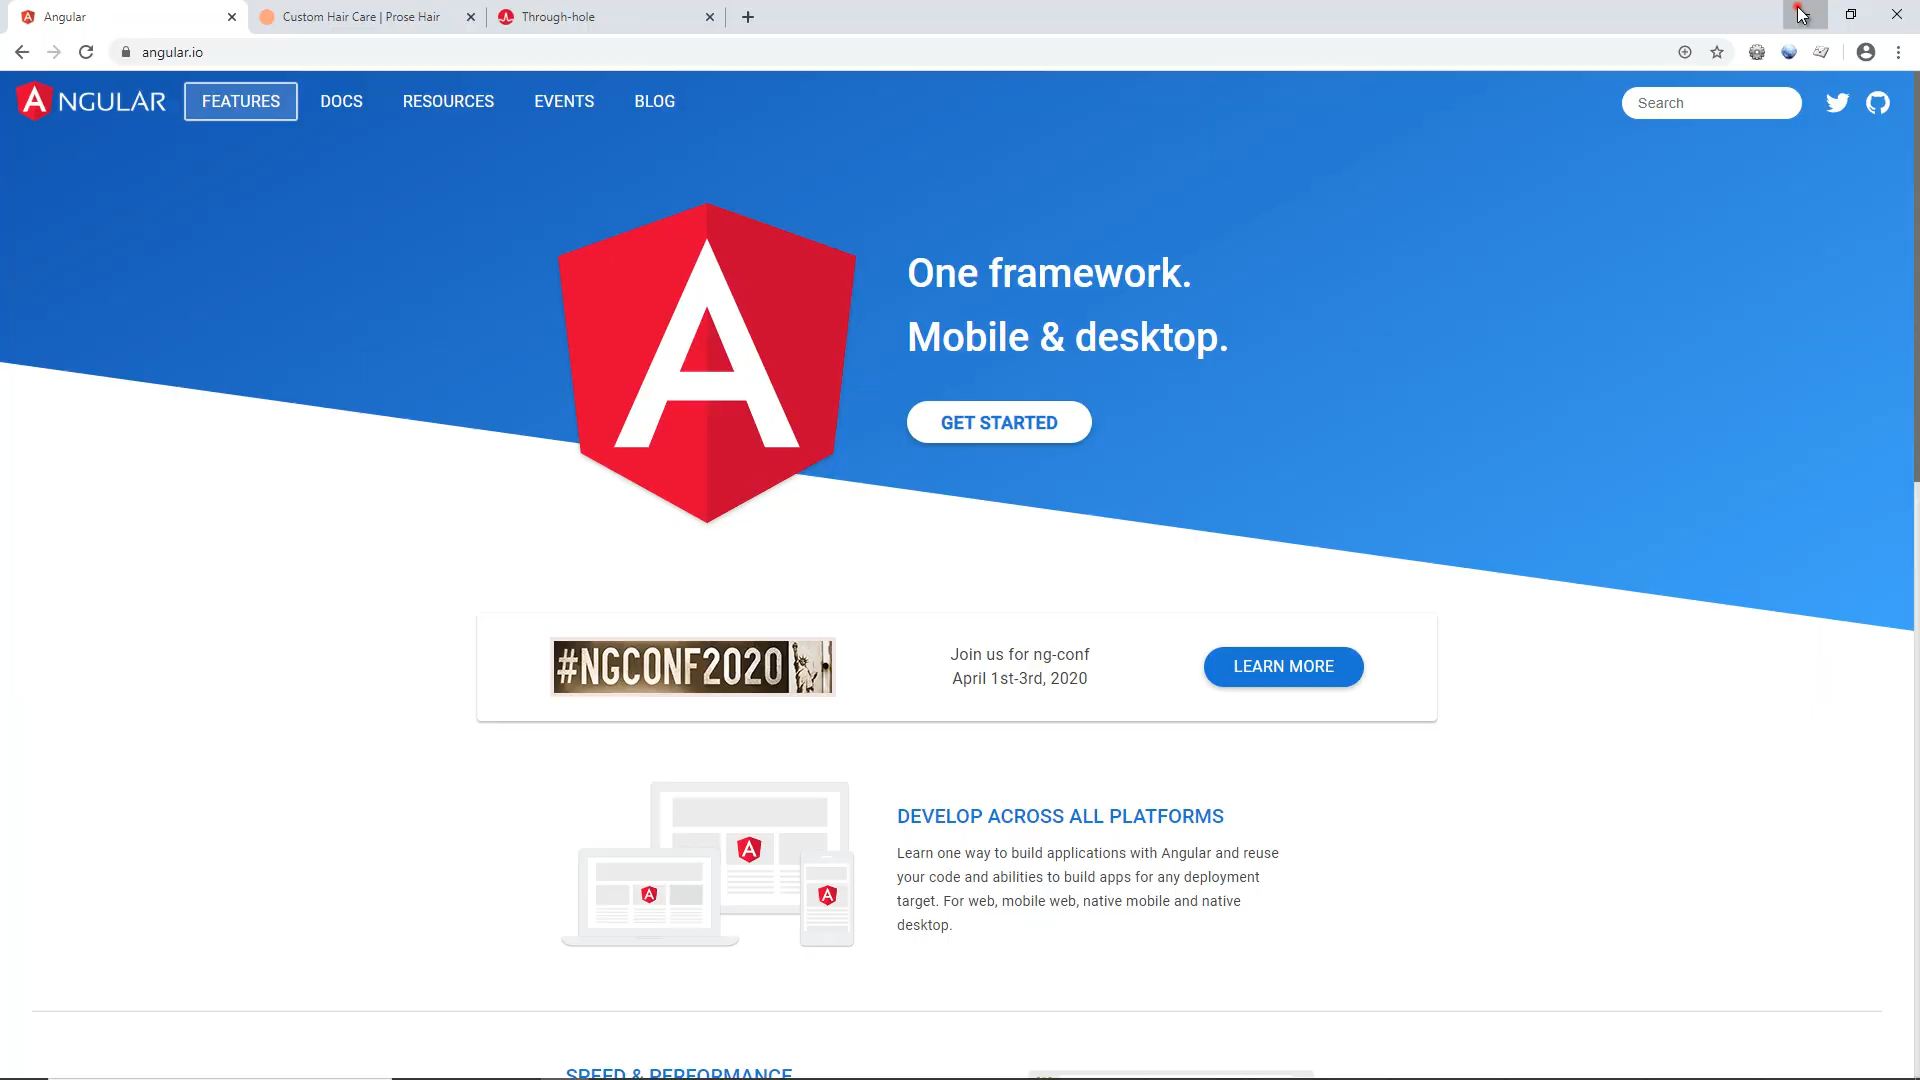 Angular
Custom Hair Care | Prose Hair
Through-hole
angular.io
ANGULAR
FEATURES
DOCS
RESOURCES
EVENTS
BLOG
Search
One framework.
Mobile & desktop.
GET STARTED
#NGCONF2020
Join us for ng-conf
April 1st-3rd, 2020
LEARN MORE
DEVELOP ACROSS ALL PLATFORMS
Learn one way to build applications with Angular and reuse
your code and abilities to build apps for any deployment
target. For web, mobile web, native mobile and native
desktop.
SPEED & PERFORMANCE